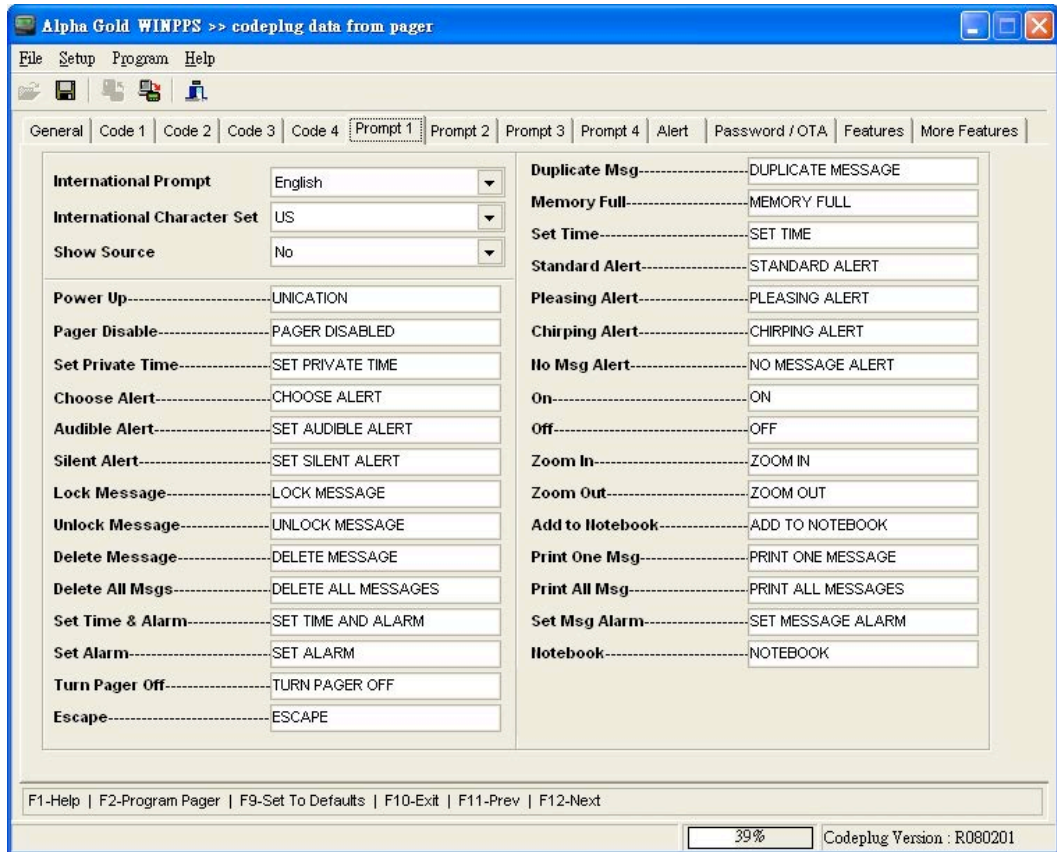 Alpha Gold WINPPS >> codeplug data from pager
File Setup Program Help
General Code 1 Code 2 Code 3 Code 4 Prompt 1 Prompt 2 Prompt 3 Prompt 4 Alert Password / OTA Features More Features
International Prompt English
International Character Set US
Show Source No
Power Up UNICATION
Pager Disable PAGER DISABLED
Set Private Time SET PRIVATE TIME
Choose Alert CHOOSE ALERT
Audible Alert SET AUDIBLE ALERT
Silent Alert SET SILENT ALERT
Lock Message LOCK MESSAGE
Unlock Message UNLOCK MESSAGE
Delete Message DELETE MESSAGE
Delete All Msgs DELETE ALL MESSAGES
Set Time & Alarm SET TIME AND ALARM
Set Alarm SET ALARM
Turn Pager Off TURN PAGER OFF
Escape ESCAPE
Duplicate Msg DUPLICATE MESSAGE
Memory Full MEMORY FULL
Set Time SET TIME
Standard Alert STANDARD ALERT
Pleasing Alert PLEASING ALERT
Chirping Alert CHIRPING ALERT
No Msg Alert NO MESSAGE ALERT
On ON
Off OFF
Zoom In ZOOM IN
Zoom Out ZOOM OUT
Add to Notebook ADD TO NOTEBOOK
Print One Msg PRINT ONE MESSAGE
Print All Msg PRINT ALL MESSAGES
Set Msg Alarm SET MESSAGE ALARM
Notebook NOTEBOOK
F1-Help | F2-Program Pager | F9-Set To Defaults | F10-Exit | F11-Prev | F12-Next
39% Codeplug Version : R080201